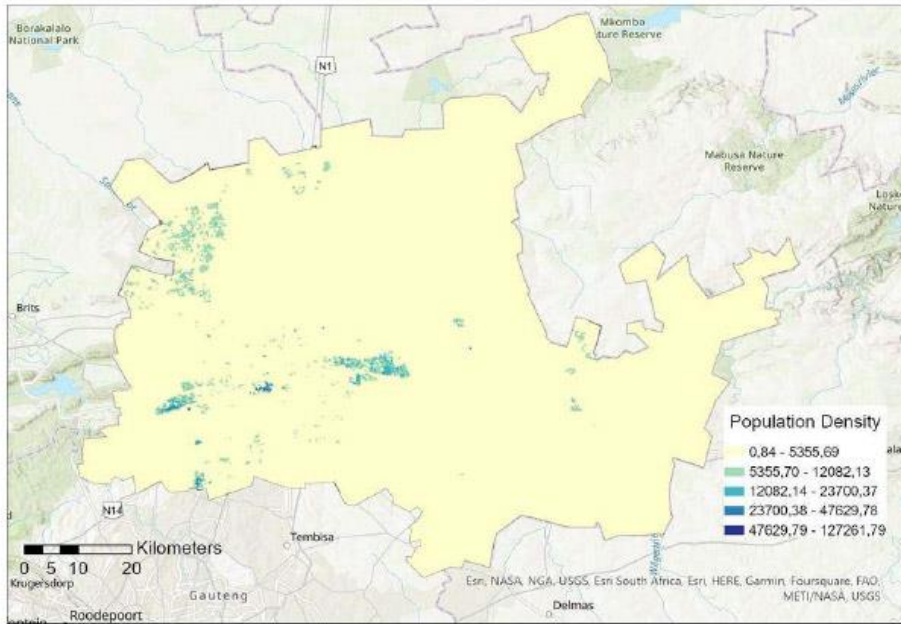 Borakalalo
National Park
N1
Mkombo
ture Reserve
Mabusa Nature
Reserve
Losk
Nature
Brits
Population Density
0,84 - 5355,69
5355,70 - 12082,13
12082,14 - 23700,37
23700,38 - 47629,78
47629,79 - 127261,79
N14
Kilometers
0 5 10 20
Tembisa
Krugersdorp
Gauteng
Roodepoort
Delmas
Esri, NASA, NGA, USGS, Esri South Africa, Esri, HERE, Garmin, Foursquare, FAO,
METI/NASA, USGS